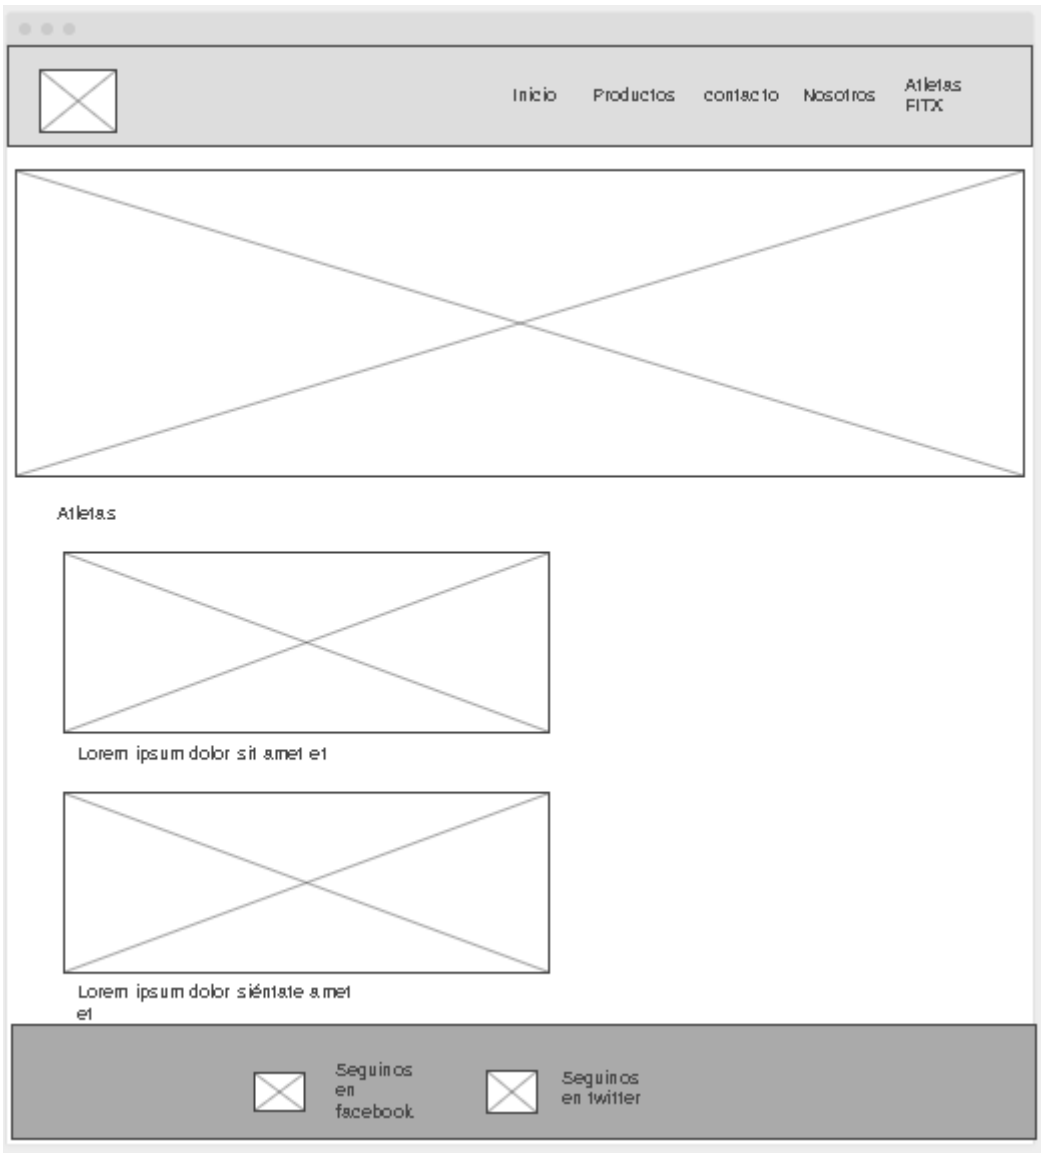 Inicio Productos contacto Nosotros Atletas
FITX
Atletas
Lorem ipsum dolor sit amet et
Lorem ipsum dolor siéntate amet
et
Seguinos
en
facebook
Seguinos
en twitter